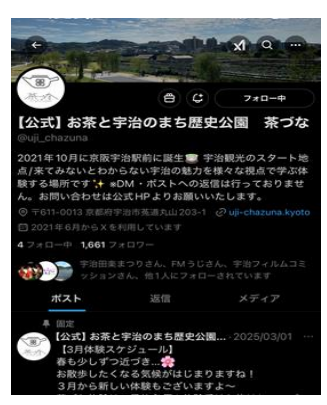 フォロー中
【公式】お茶と宇治のまち歴史公園 茶づな
@uji_chazuna
2021年10月に京阪宇治駅前に誕生🍵 宇治観光のスタート地
点/来てみないとわからない宇治の魅力を様々な視点で学ぶ体
験する場所です✨ ※DM・ポストへの返信は行っておりませ
ん。お問い合わせは公式HPよりお願いいたします。
〒611-0013 京都府宇治市菟道丸山203-1 uji-chazuna.kyoto
2021年6月からXを利用しています
4 フォロー中 1,661 フォロワー
宇治田楽まつりさん、FMうじさん、宇治フィルムコミ
ッションさん、他1人にフォローされています
ポスト 返信 メディア
固定
【公式】お茶と宇治のまち歴史公園... · 2025/03/01
【3月体験スケジュール】
春も少しずつ近づき...🌸
お散歩したくなる気候がはじまりますね！
３月から新しい体験もございますよ〜